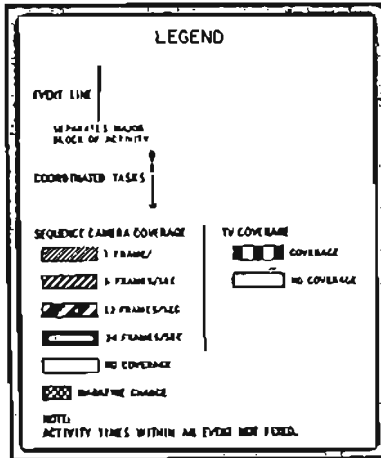 LEGEND
EVENT LINE
SEPARATES MAJOR
BLOCK OF ACTIVITY
COORDINATED TASKS
SEQUENCE CAMERA COVERAGE
1 FRAME/
6 FRAMES/SEC
12 FRAMES/SEC
24 FRAMES/SEC
NO COVERAGE
MAGAZINE CHANGE
TV COVERAGE
COVERAGE
NO COVERAGE
NOTE:
ACTIVITY TIMES WITHIN AN EVENT NOT FIXED.